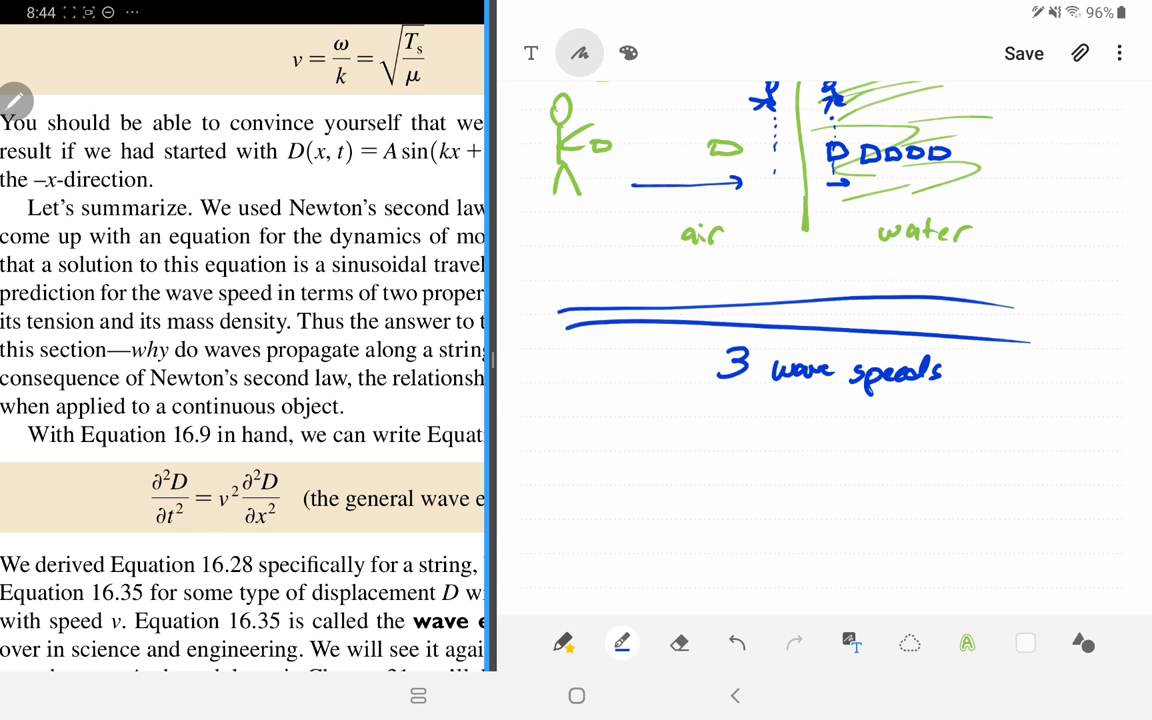 8:44
96%
v = ω/k = √(Tₛ/μ)
You should be able to convince yourself that we
result if we had started with D(x, t) = A sin(kx +
the –x-direction.
Let's summarize. We used Newton's second law
come up with an equation for the dynamics of mo
that a solution to this equation is a sinusoidal travel
prediction for the wave speed in terms of two proper
its tension and its mass density. Thus the answer to t
this section—why do waves propagate along a string
consequence of Newton's second law, the relationsh
when applied to a continuous object.
With Equation 16.9 in hand, we can write Equat
∂²D/∂t² = v² ∂²D/∂x² (the general wave e
We derived Equation 16.28 specifically for a string,
Equation 16.35 for some type of displacement D w
with speed v. Equation 16.35 is called the wave e
over in science and engineering. We will see it agai
T
Save
D D D D D D
air water
3 wave speeds
T
A